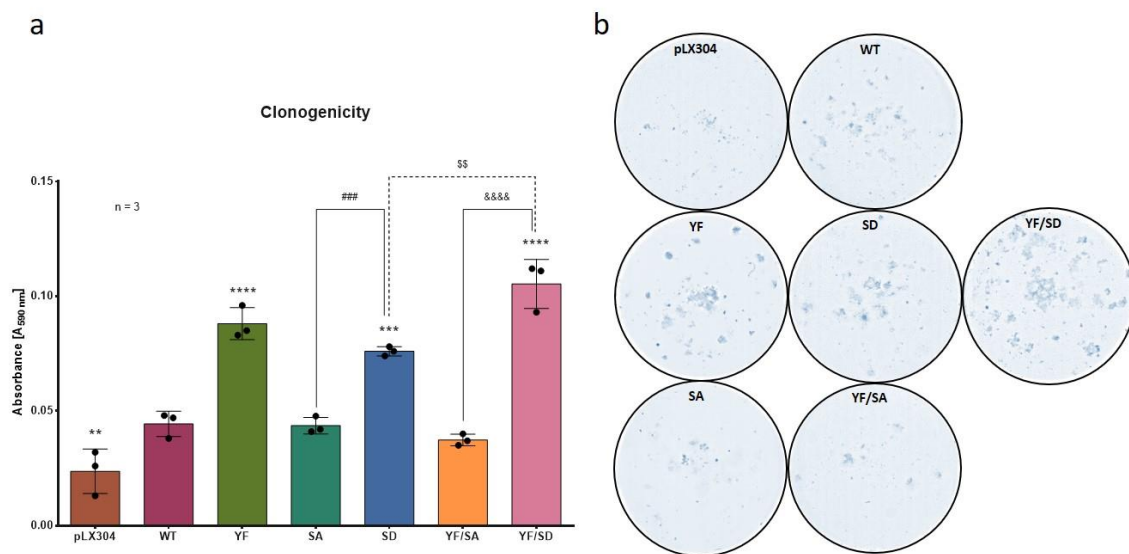 a
Clonogenicity
Absorbance [A590 nm]
0.15
0.10
0.05
0.00
n = 3
**
****
###
***
$$
&&&&
****
pLX304 WT YF SA SD YF/SA YF/SD
b
pLX304 WT
YF SD YF/SD
SA YF/SA